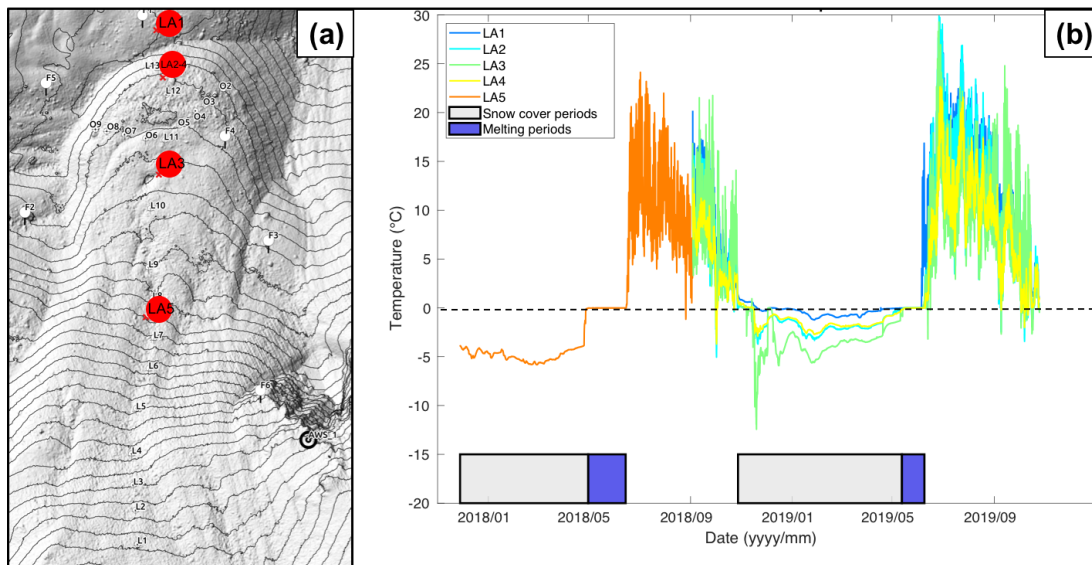 (a)
LA1
F5
L13
LA2-4
L12
O2
O3
O4
O5
O9
O8
O7
O6
L11
F4
LA3
F2
L10
F3
L9
L8
LA5
L7
L6
F6
L5
AWS_1
L4
L3
L2
L1
(b)
LA1
LA2
LA3
LA4
LA5
Snow cover periods
Melting periods
30
25
20
15
10
5
0
-5
-10
-15
-20
Temperature (°C)
2018/01
2018/05
2018/09
2019/01
2019/05
2019/09
Date (yyyy/mm)